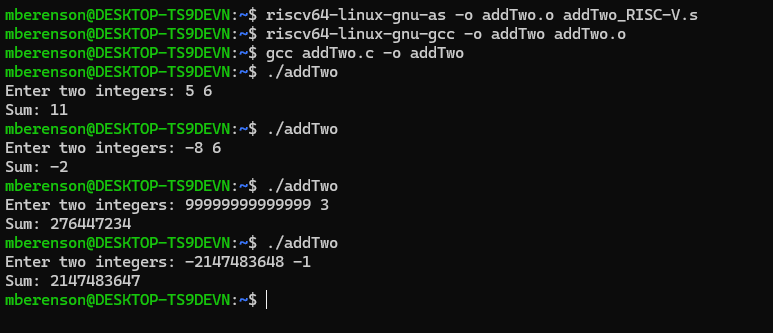 mberenson@DESKTOP-TS9DEVN:~$ riscv64-linux-gnu-as -o addTwo.o addTwo_RISC-V.s
mberenson@DESKTOP-TS9DEVN:~$ riscv64-linux-gnu-gcc -o addTwo addTwo.o
mberenson@DESKTOP-TS9DEVN:~$ gcc addTwo.c -o addTwo
mberenson@DESKTOP-TS9DEVN:~$ ./addTwo
Enter two integers: 5 6
Sum: 11
mberenson@DESKTOP-TS9DEVN:~$ ./addTwo
Enter two integers: -8 6
Sum: -2
mberenson@DESKTOP-TS9DEVN:~$ ./addTwo
Enter two integers: 99999999999999 3
Sum: 276447234
mberenson@DESKTOP-TS9DEVN:~$ ./addTwo
Enter two integers: -2147483648 -1
Sum: 2147483647
mberenson@DESKTOP-TS9DEVN:~$